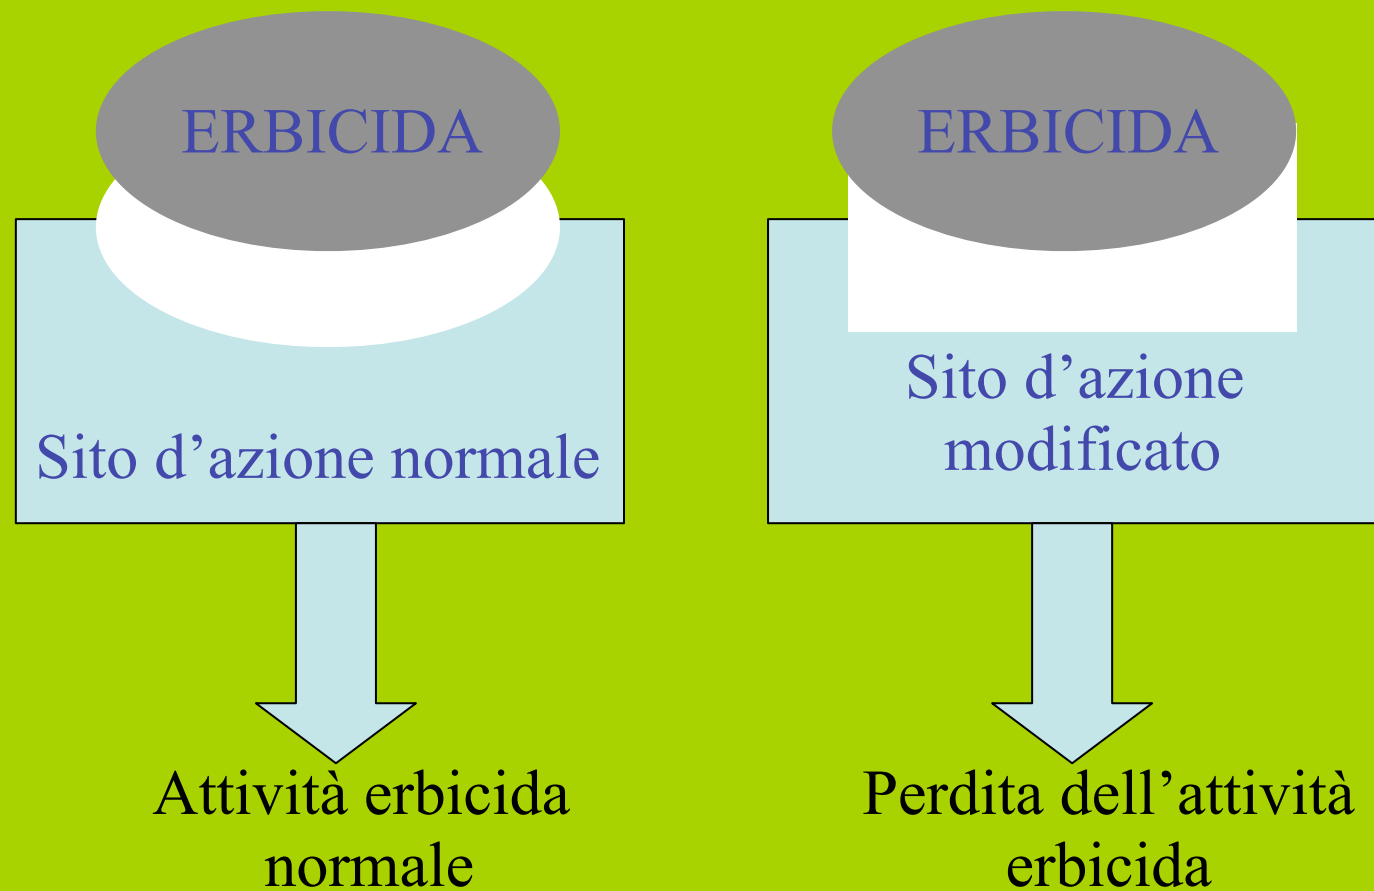 ERBICIDA
Sito d’azione normale
Attività erbicida
normale
ERBICIDA
Sito d’azione
modificato
Perdita dell’attività
erbicida